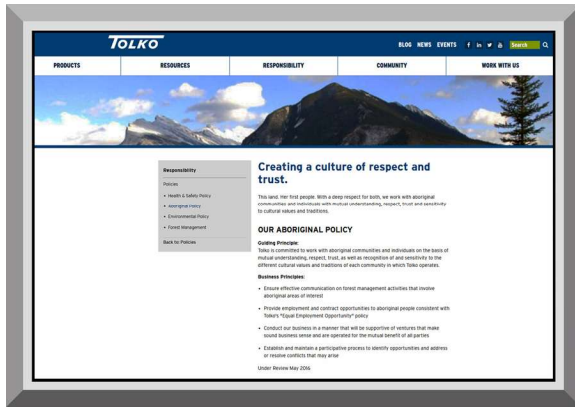 TOLKO
BLOG NEWS EVENTS
Search
PRODUCTS RESOURCES RESPONSIBILITY COMMUNITY WORK WITH US
Responsibility
Policies
• Health & Safety Policy
• Aboriginal Policy
• Environmental Policy
• Forest Management
Back for Policies
Creating a culture of respect and
trust.
This land. Her first people. With a deep respect for both, we work with aboriginal
communities and individuals with mutual understanding, respect, trust and sensitivity
to cultural values and traditions.
OUR ABORIGINAL POLICY
Guiding Principle:
Tolko is committed to work with aboriginal communities and individuals on the basis of
mutual understanding, respect, trust, as well as recognition of and sensitivity to the
different cultural values and traditions of each community in which Tolko operates.
Business Principles:
• Ensure effective communication on forest management activities that involve
aboriginal areas of interest
• Provide employment and contract opportunities to aboriginal people consistent with
Tolko's "Equal Employment Opportunity" policy
• Conduct our business in a manner that will be supportive of ventures that make
sound business sense and are operated for the mutual benefit of all parties
• Establish and maintain a participative process to identify opportunities and address
or resolve conflicts that may arise
Under Review May 2016